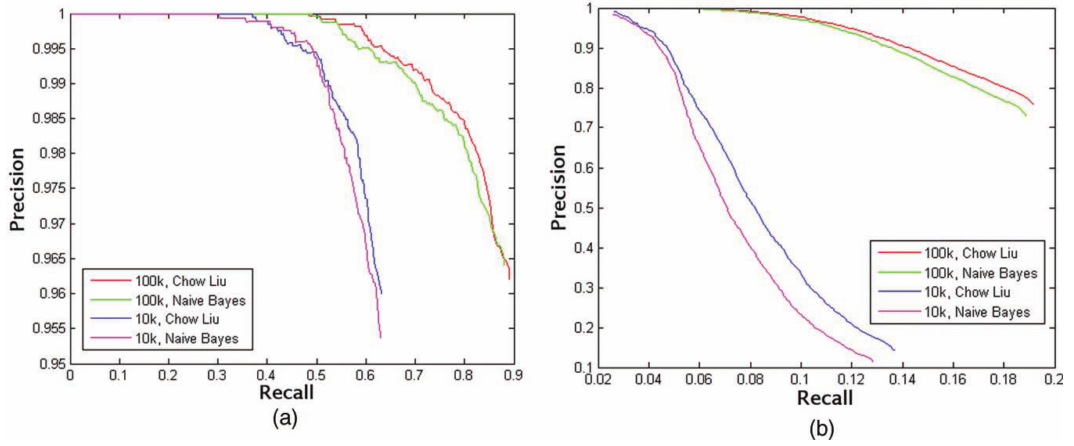 1
0.995
0.99
0.985
0.98
0.975
0.97
0.965
0.96
0.955
0.95
Precision
0 0.1 0.2 0.3 0.4 0.5 0.6 0.7 0.8 0.9
Recall
100k, Chow Liu
100k, Naive Bayes
10k, Chow Liu
10k, Naive Bayes
(a)
1
0.9
0.8
0.7
0.6
0.5
0.4
0.3
0.2
0.1
Precision
0.02 0.04 0.06 0.08 0.1 0.12 0.14 0.16 0.18 0.2
Recall
100k, Chow Liu
100k, Naive Bayes
10k, Chow Liu
10k, Naive Bayes
(b)